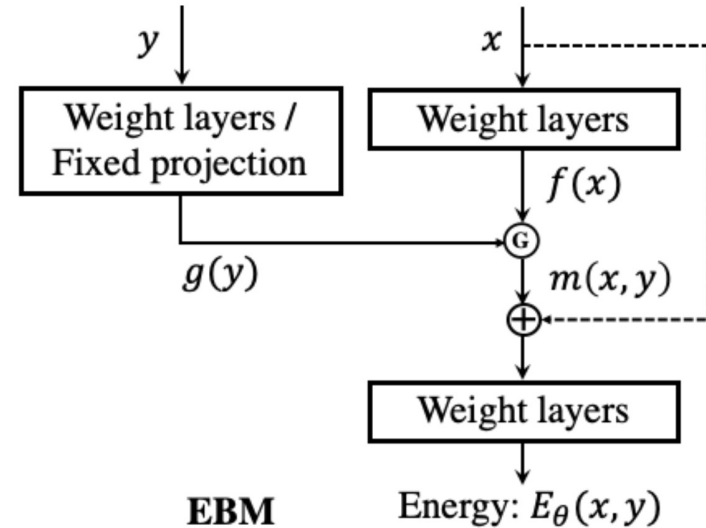 y
x
Weight layers /
Fixed projection
Weight layers
f(x)
G
g(y)
m(x, y)
+
Weight layers
EBM
Energy: E_θ(x, y)